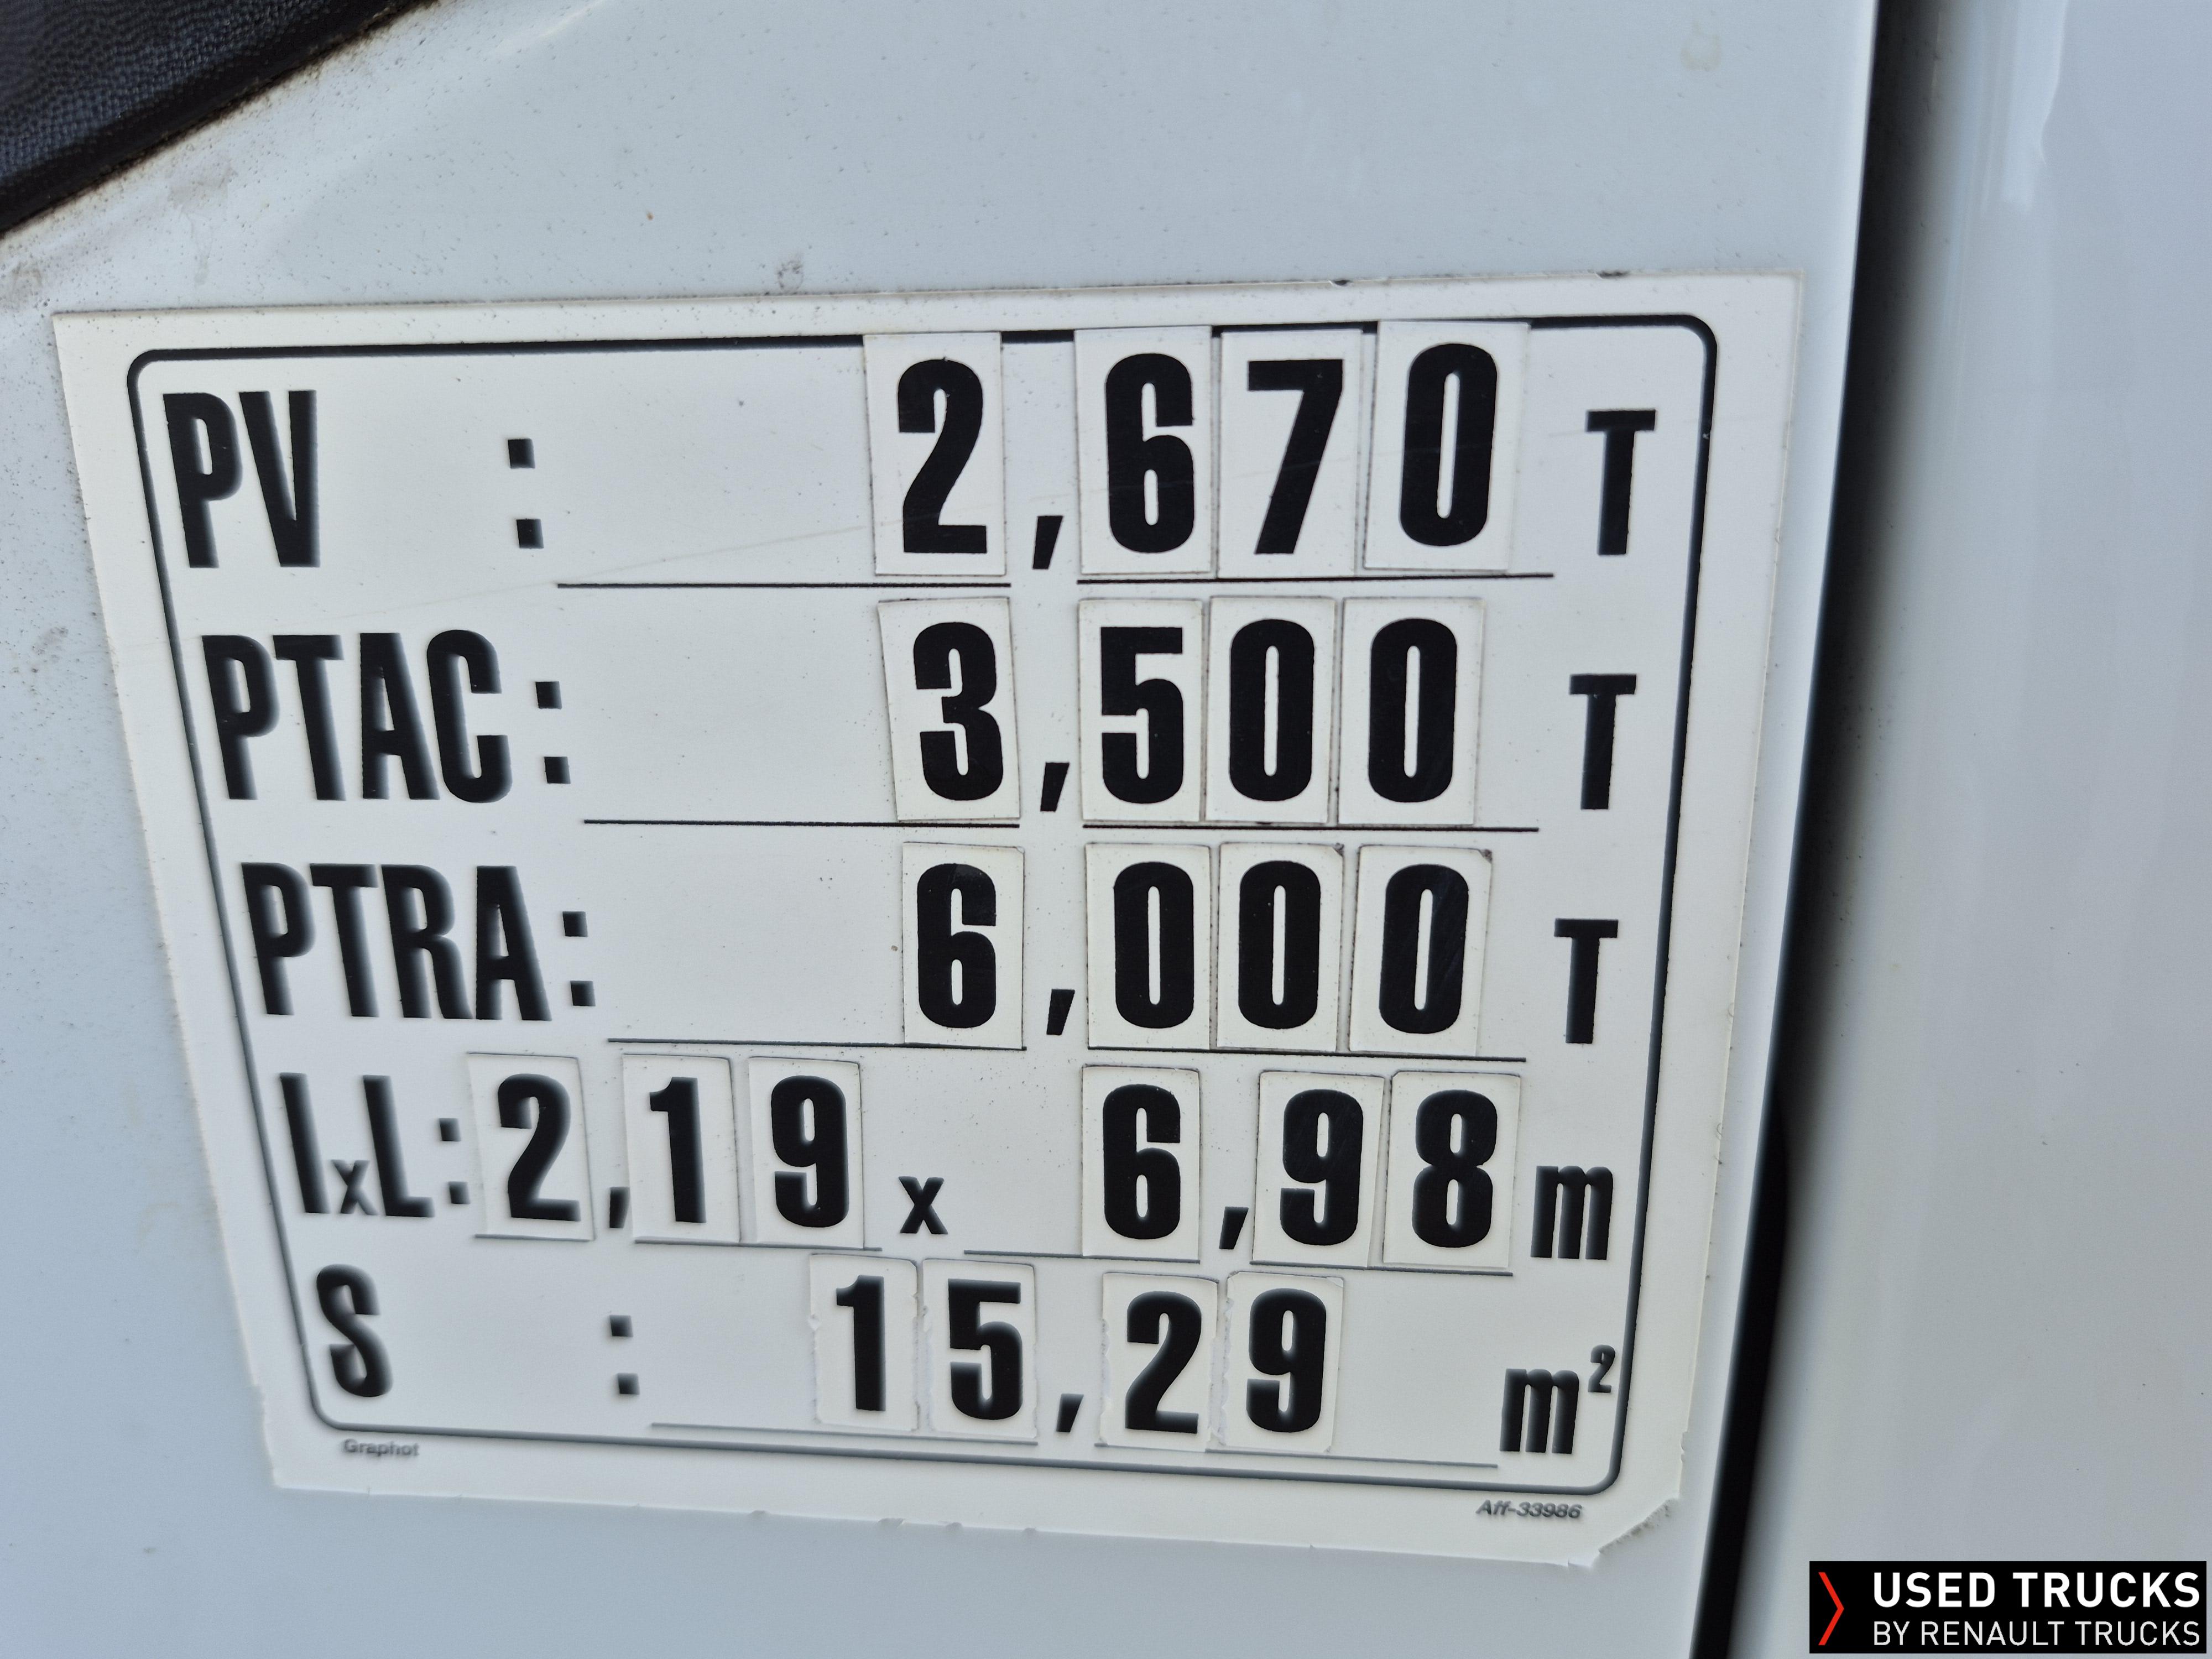 PV : 2,670 T
PTAC : 3,500 T
PTRA : 6,000 T
lxL : 2,19 x 6,98 m
S : 15,29 m²
Graphot
Aff-33986
USED TRUCKS
BY RENAULT TRUCKS